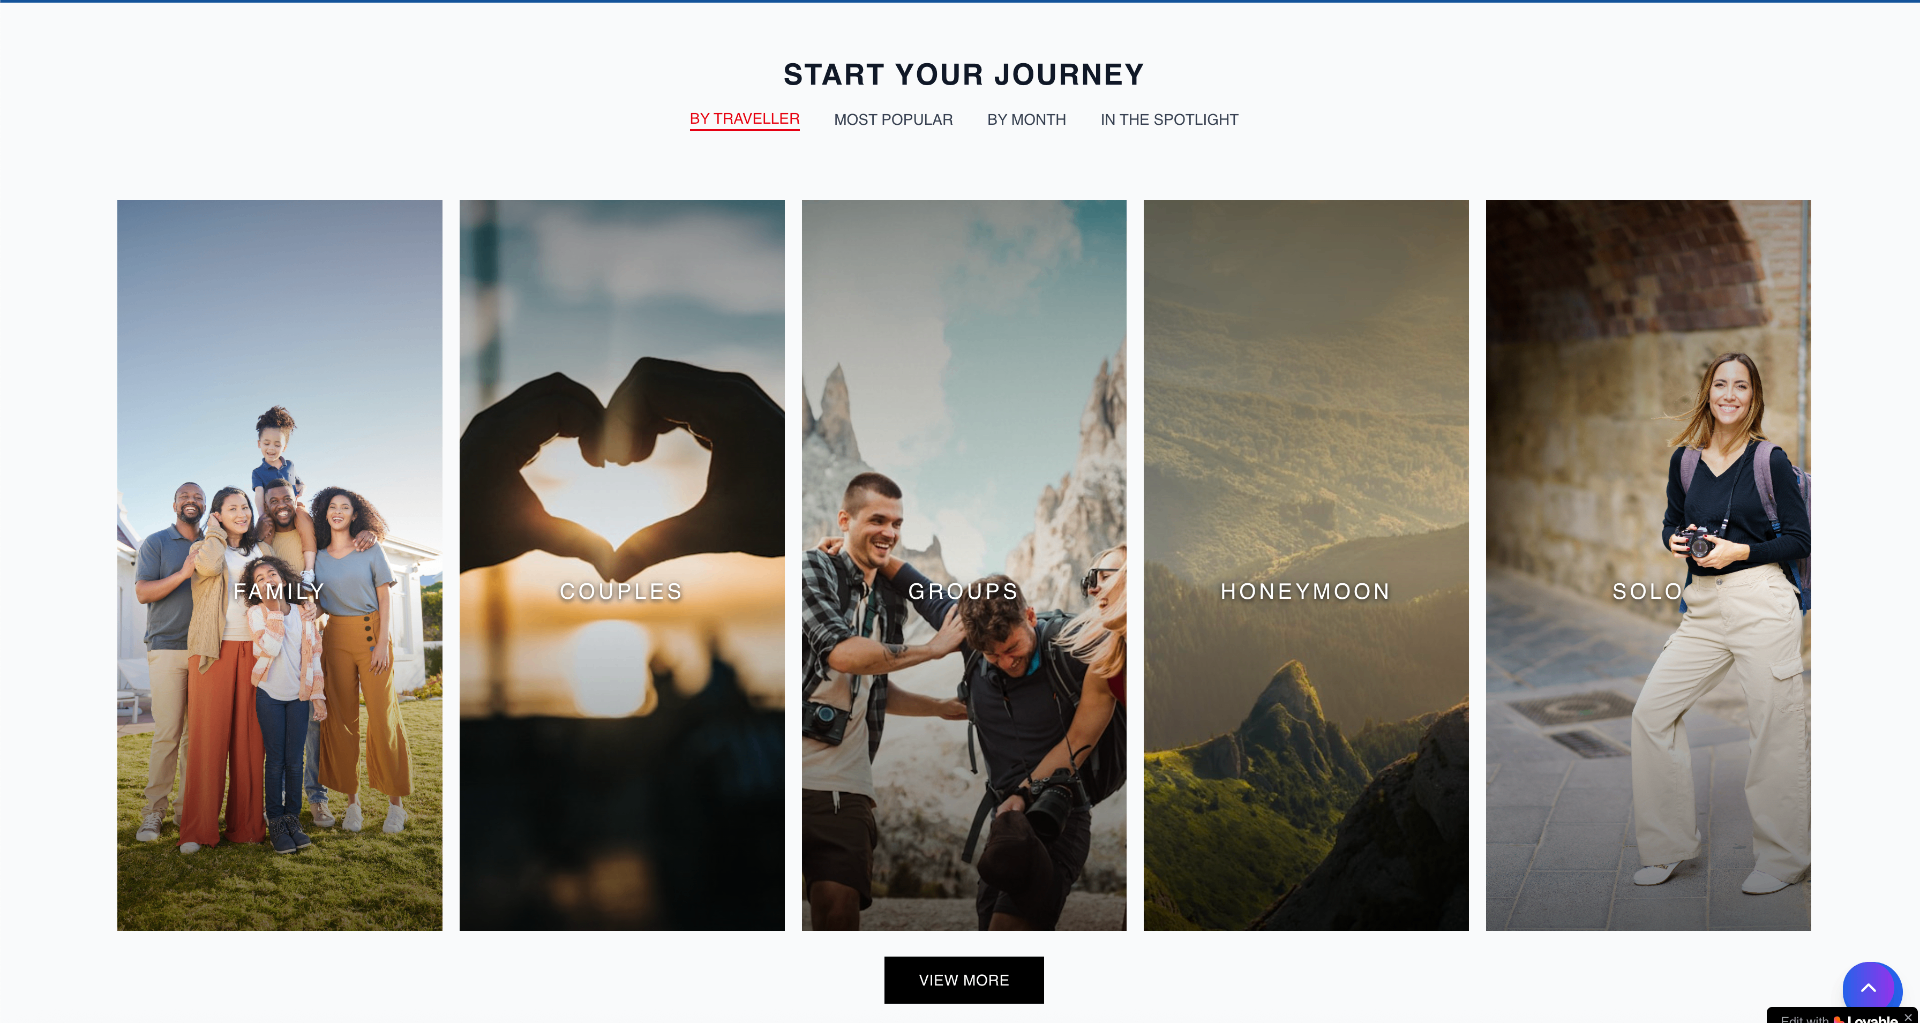 START YOUR JOURNEY
BY TRAVELLER MOST POPULAR BY MONTH IN THE SPOTLIGHT
FAMILY COUPLES GROUPS HONEYMOON SOLO
VIEW MORE
Edit with Lovable